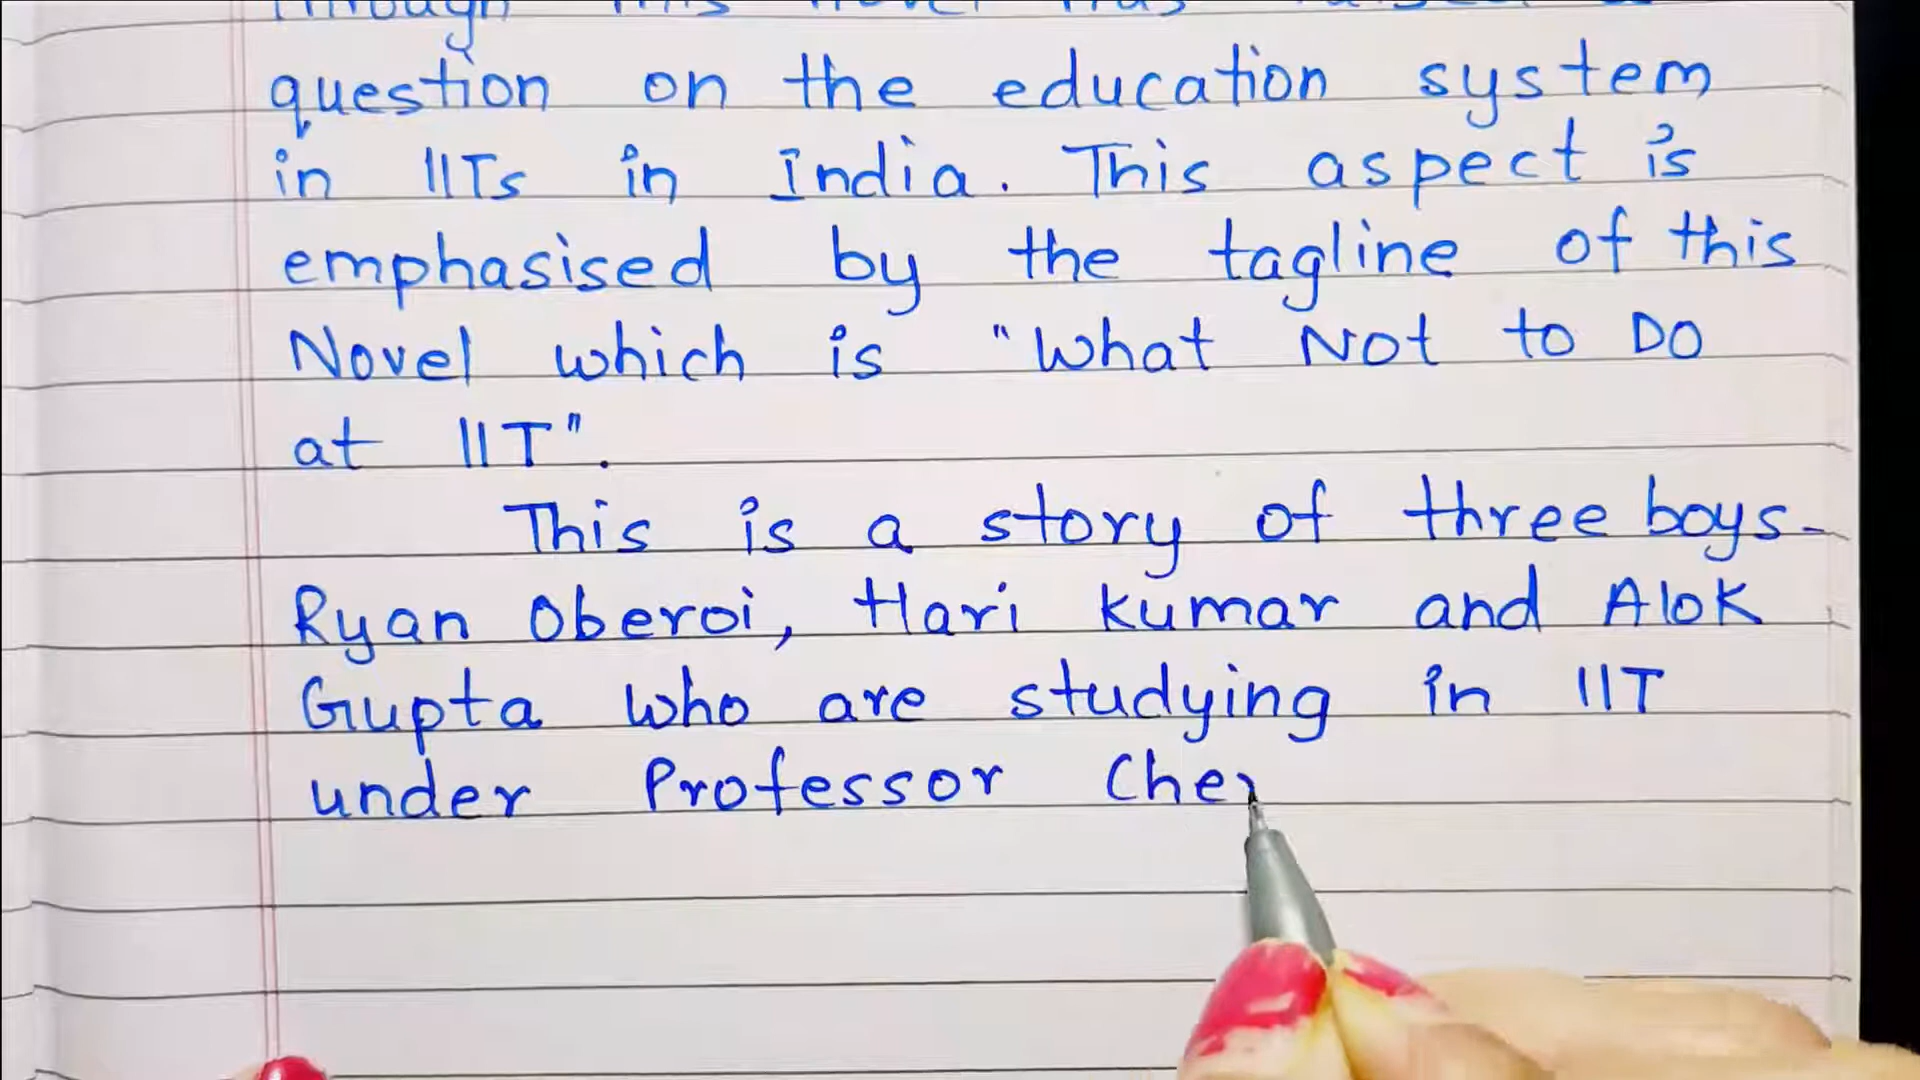 question on the education system
in IITs in India. This aspect is
emphasised by the tagline of this
Novel which is "What Not to Do
at IIT".
This is a story of three boys-
Ryan Oberoi, Hari Kumar and Alok
Gupta who are studying in IIT
under Professor Cher